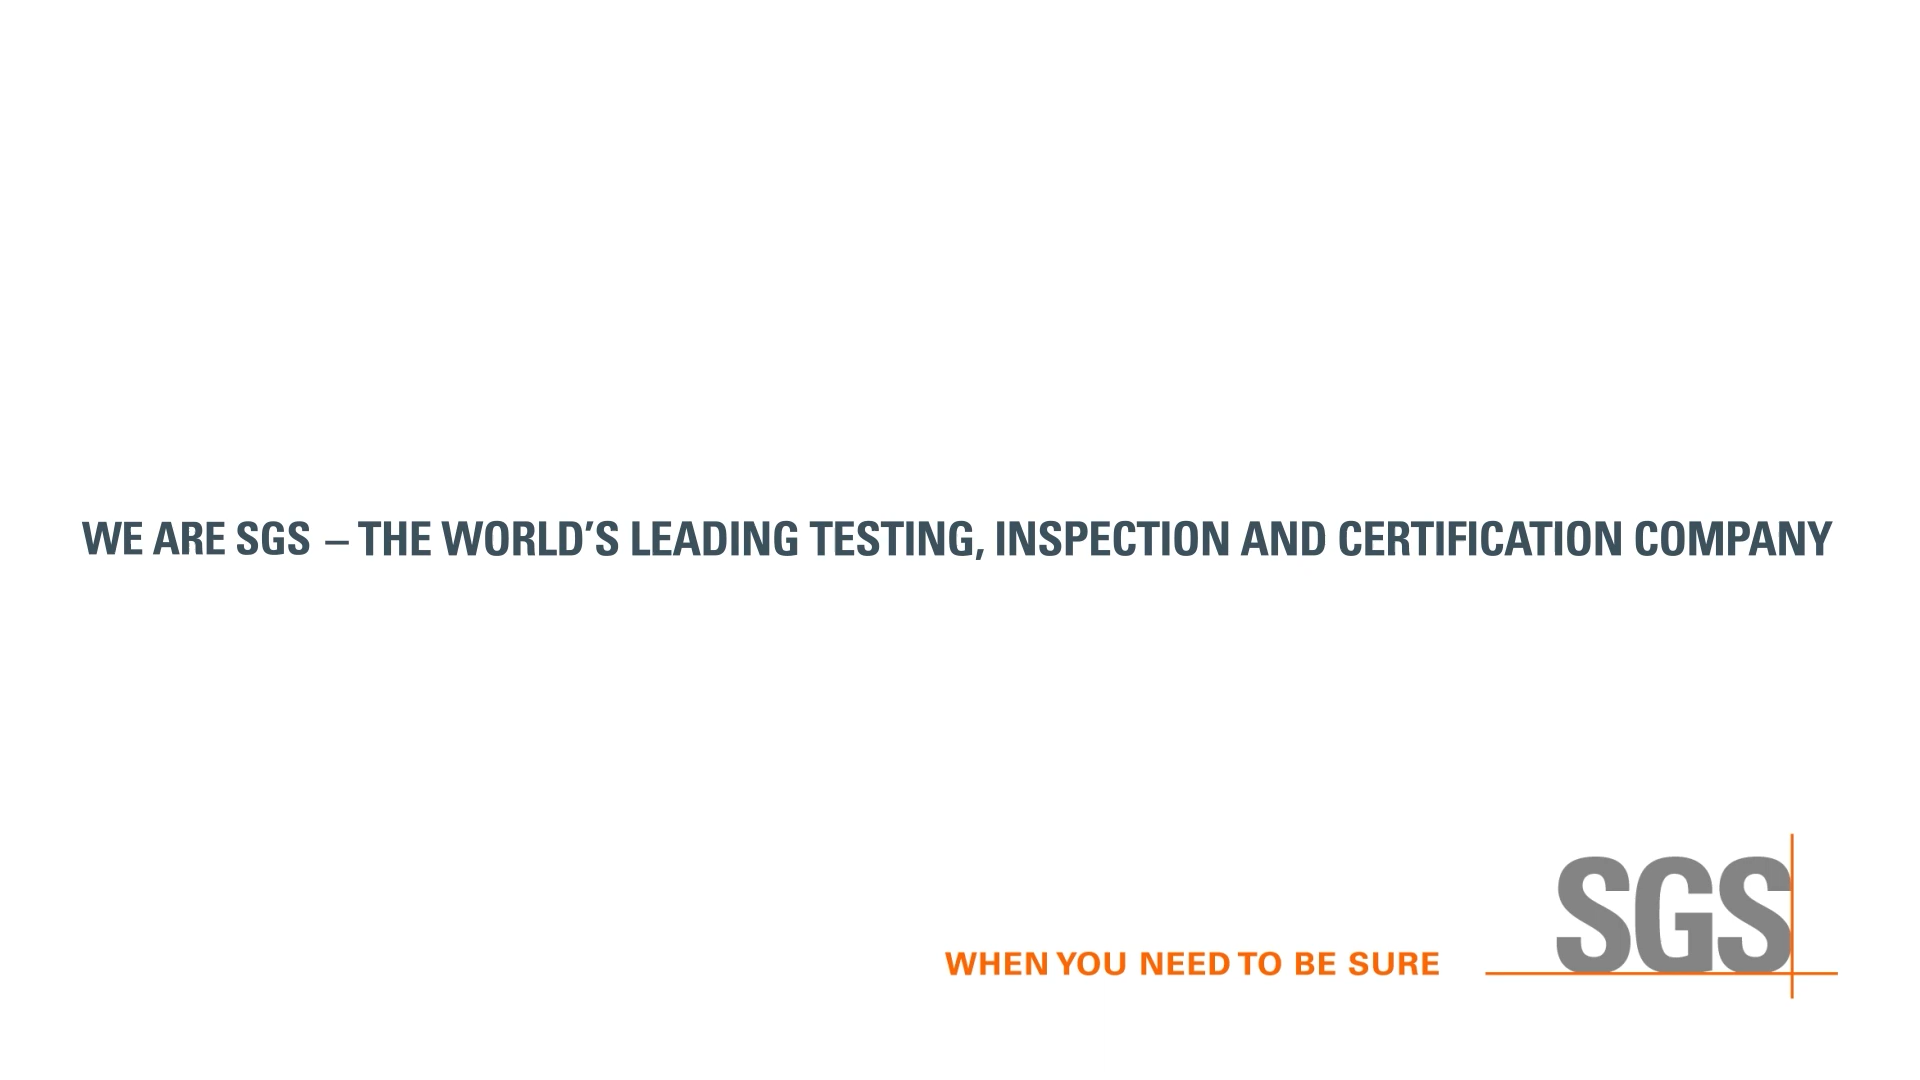 WE ARE SGS – THE WORLD’S LEADING TESTING, INSPECTION AND CERTIFICATION COMPANY
WHEN YOU NEED TO BE SURE
SGS